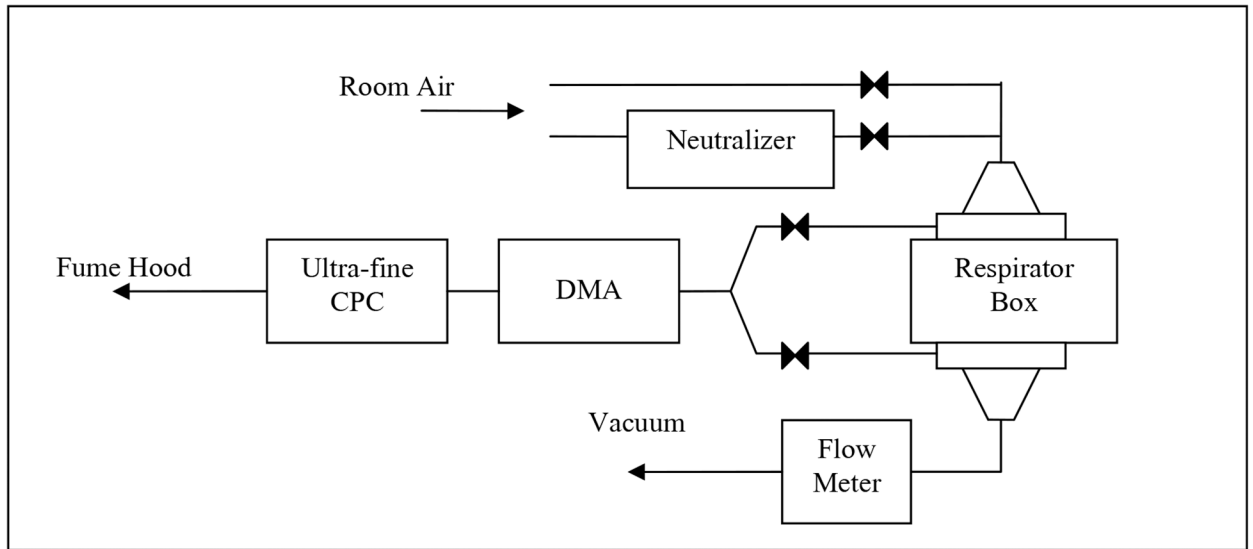 Room Air
Neutralizer
Fume Hood
Ultra-fine
CPC
DMA
Respirator
Box
Vacuum
Flow
Meter